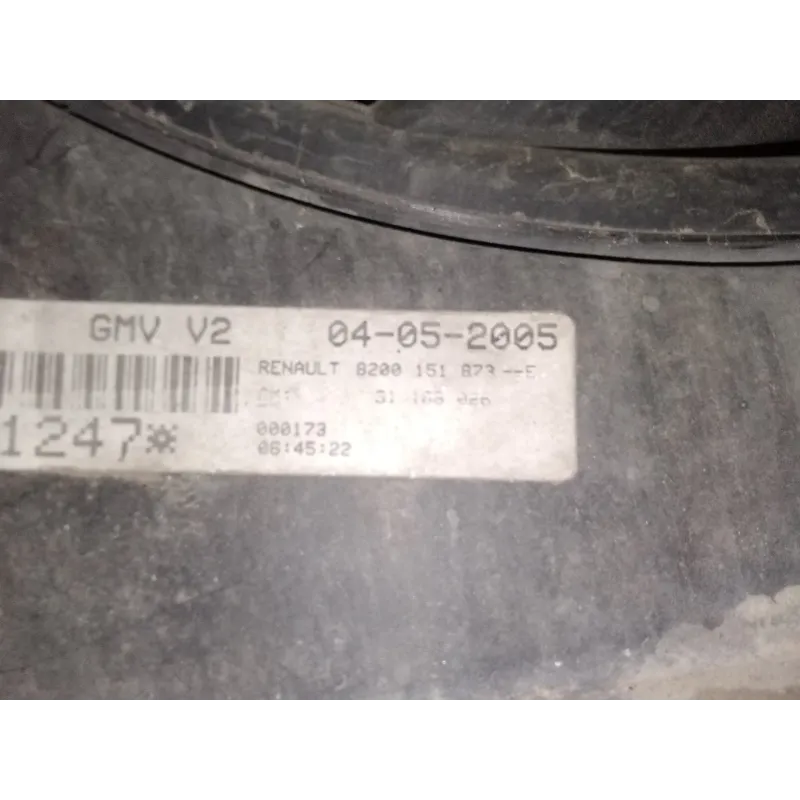 GMV V2 04-05-2005
RENAULT 8200 151 873 --E
1247*
000173
06:45:22